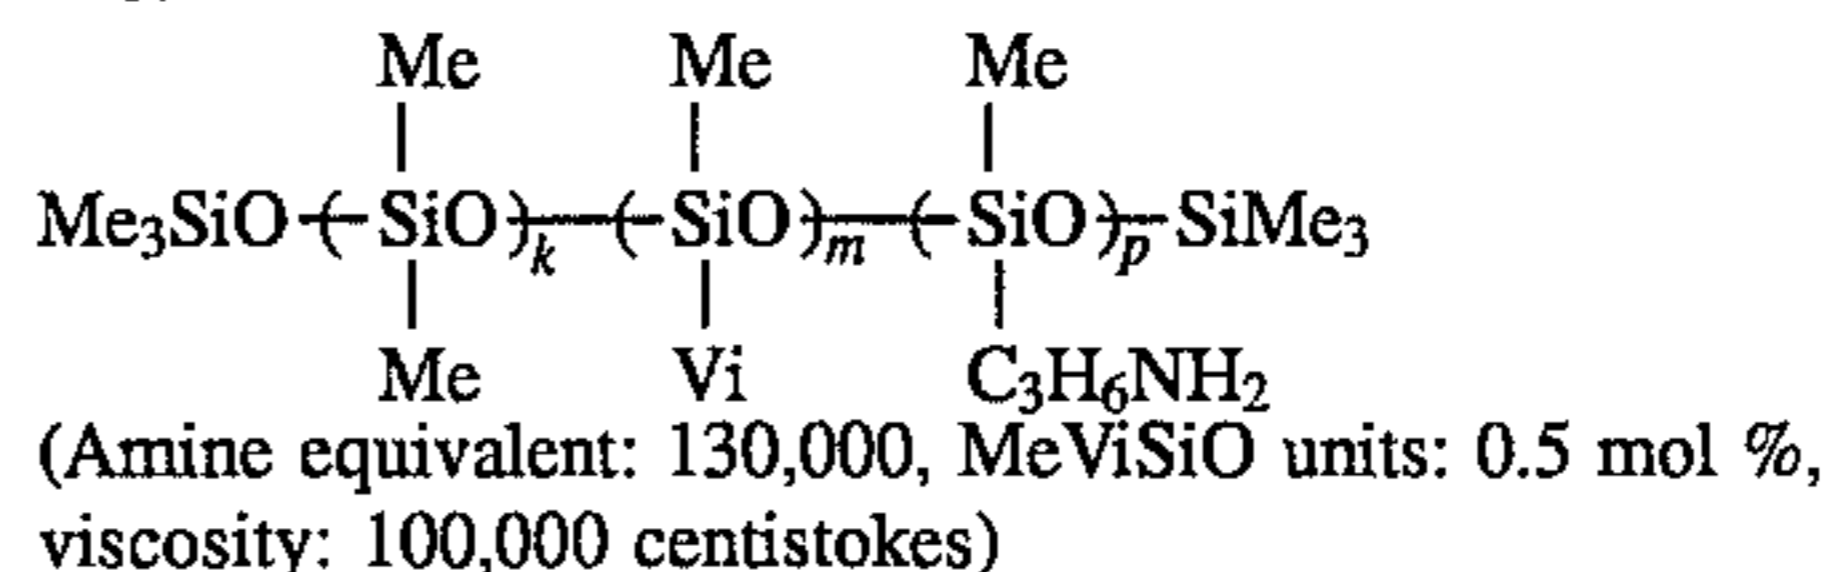 Me Me Me
Me₃SiO-(-SiO-)ₖ-(-SiO-)ₘ-(-SiO-)ₚ-SiMe₃
Me Vi C₃H₆NH₂
(Amine equivalent: 130,000, MeViSiO units: 0.5 mol %,
viscosity: 100,000 centistokes)